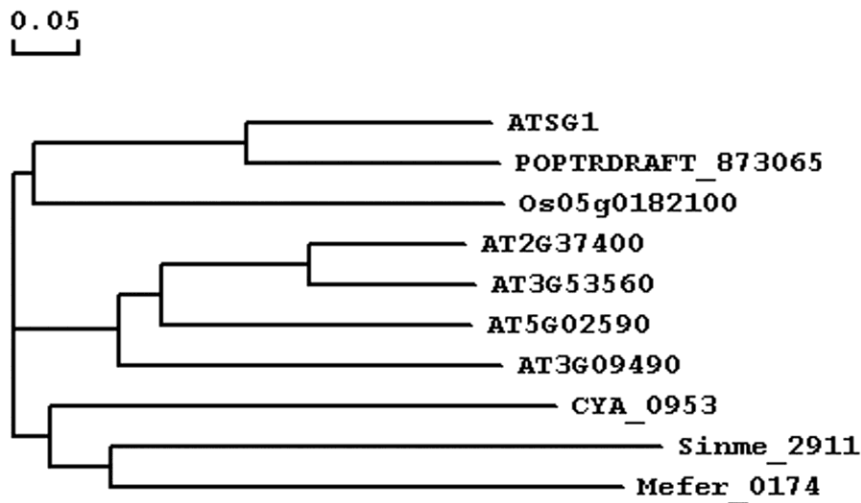 0.05
ATSG1
POPTRDRAFT_873065
Os05g0182100
AT2G37400
AT3G53560
AT5G02590
AT3G09490
CYA_0953
Sinme_2911
Mefer_0174